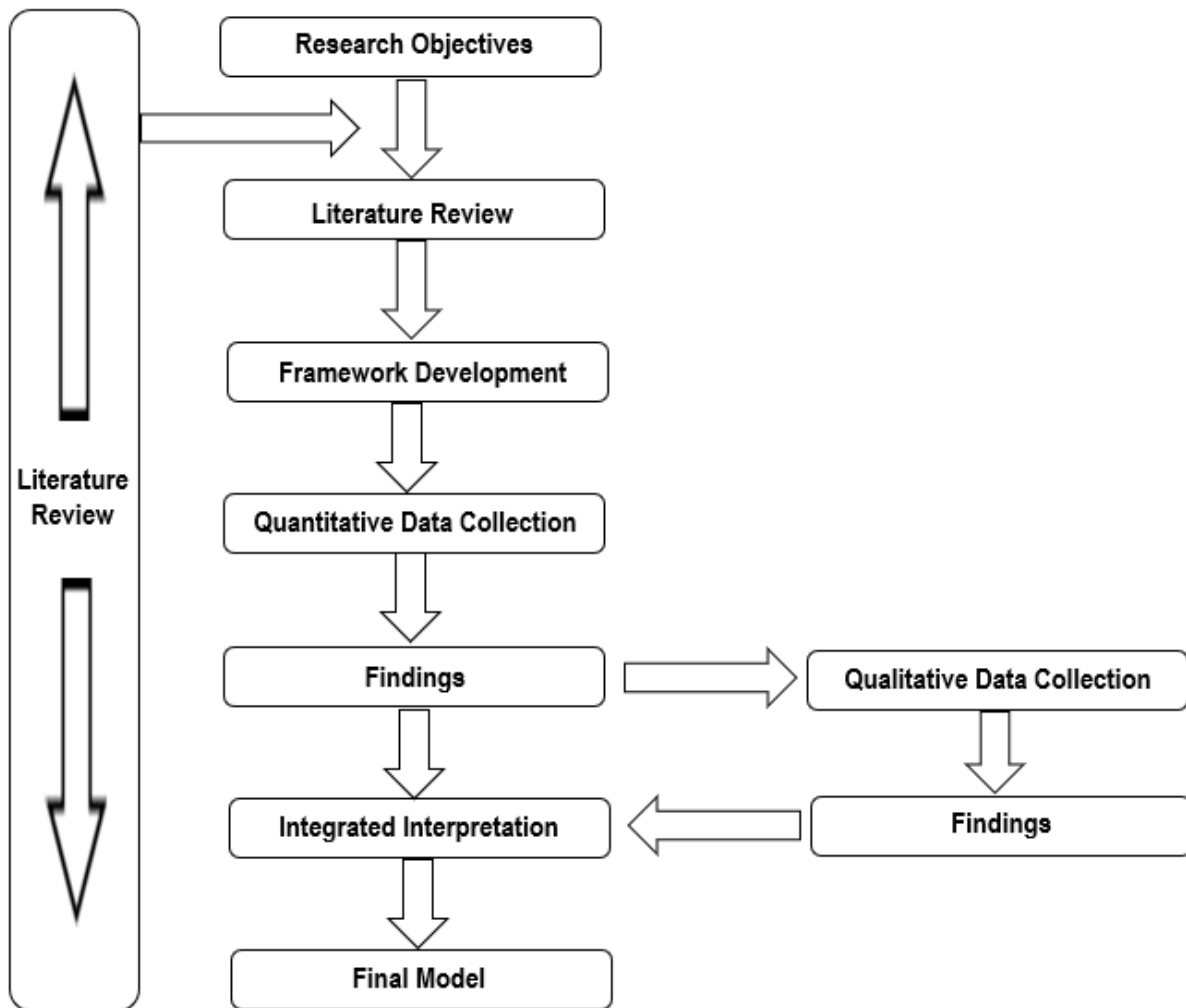 Research Objectives
Literature Review
Framework Development
Literature
Review
Quantitative Data Collection
Findings
Qualitative Data Collection
Integrated Interpretation
Findings
Final Model